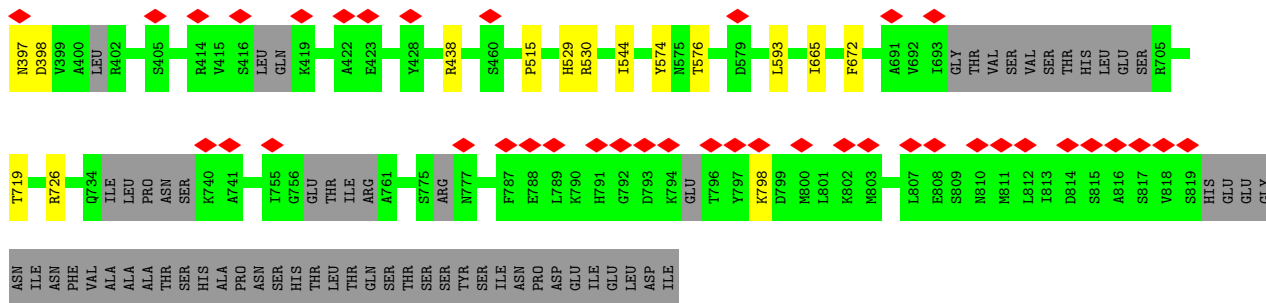 N397 D398 V399 A400 LEU R402 S405 R414 V415 S416 LEU GLN K419 A422 E423 Y428 R438 S460 P515 H529 R530 I544 Y574 N575 T576 D579 L593 I665 F672 A691 V692 I693 GLY THR VAL SER VAL SER THR HIS LEU GLU SER R705
T719 R726 Q734 ILE LEU PRO ASN SER K740 A741 I755 G756 GLU THR ILE ARG A761 S775 ARG N777 F787 E788 L789 K790 H791 G792 D793 K794 GLU T796 Y797 K798 D799 M800 L801 K802 M803 L807 E808 S809 N810 M811 L812 I813 D814 S815 A816 S817 V818 S819 HIS GLU GLU GLY
ASN ILE ASN PHE VAL ALA ALA ALA THR SER HIS ALA PRO ASN SER HIS THR LEU THR GLN SER THR SER SER TYR SER ILE ASN PRO ASP GLU ILE GLU LEU ASP ILE